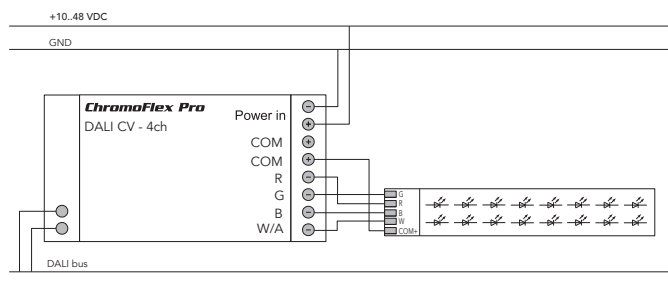 +10..48 VDC
GND
ChromoFlex Pro
DALI CV - 4ch
Power in
COM
COM
R
G
B
W/A
G
R
B
W
COM+
DALI bus